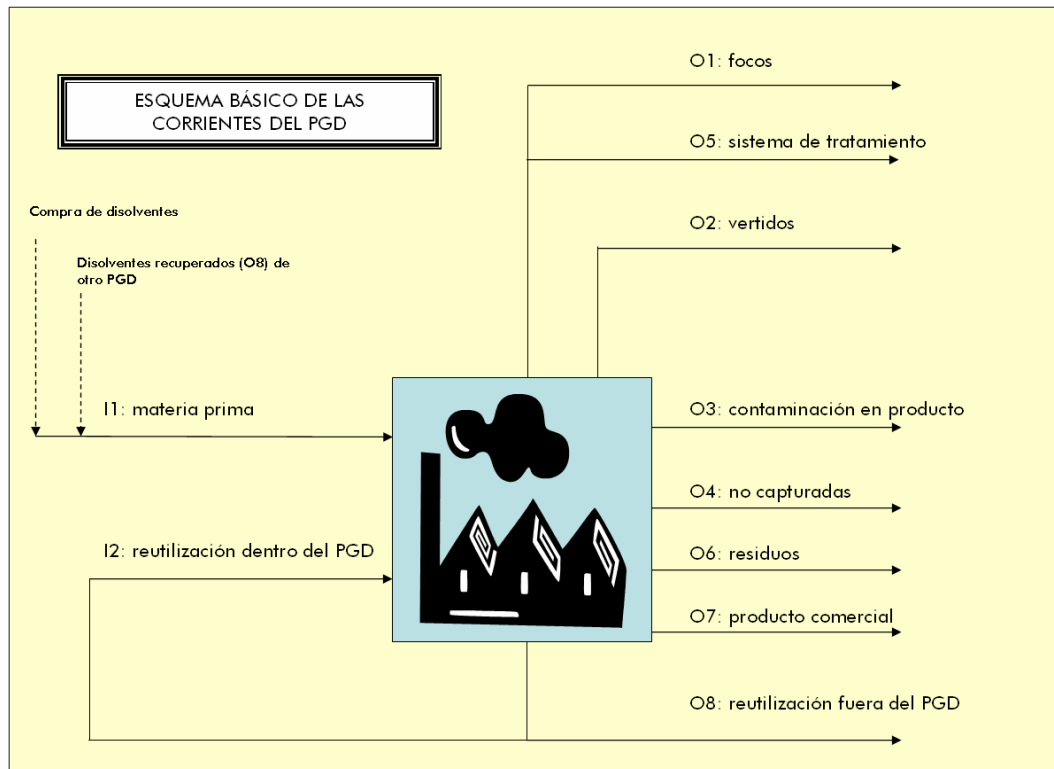 ESQUEMA BÁSICO DE LAS
CORRIENTES DEL PGD
O1: focos
O5: sistema de tratamiento
O2: vertidos
Compra de disolventes
Disolventes recuperados (O8) de
otro PGD
I1: materia prima
O3: contaminación en producto
O4: no capturadas
I2: reutilización dentro del PGD
O6: residuos
O7: producto comercial
O8: reutilización fuera del PGD